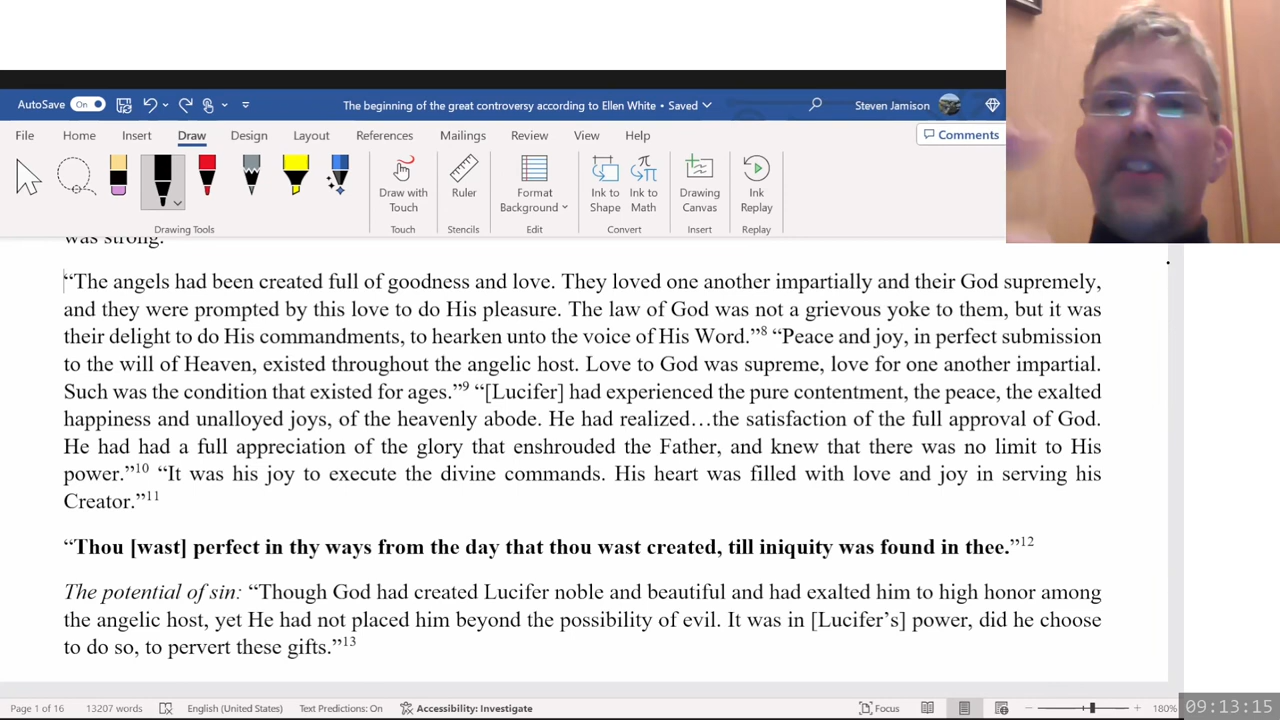 AutoSave On The beginning of the great controversy according to Ellen White • Saved Steven Jamison
File Home Insert Draw Design Layout References Mailings Review View Help Comments
Draw with Touch Ruler Format Background Ink to Shape Ink to Math Drawing Canvas Ink Replay
Drawing Tools Touch Stencils Edit Convert Insert Replay
was strong.
“The angels had been created full of goodness and love. They loved one another impartially and their God supremely,
and they were prompted by this love to do His pleasure. The law of God was not a grievous yoke to them, but it was
their delight to do His commandments, to hearken unto the voice of His Word.”8 “Peace and joy, in perfect submission
to the will of Heaven, existed throughout the angelic host. Love to God was supreme, love for one another impartial.
Such was the condition that existed for ages.”9 “[Lucifer] had experienced the pure contentment, the peace, the exalted
happiness and unalloyed joys, of the heavenly abode. He had realized…the satisfaction of the full approval of God.
He had had a full appreciation of the glory that enshrouded the Father, and knew that there was no limit to His
power.”10 “It was his joy to execute the divine commands. His heart was filled with love and joy in serving his
Creator.”11
“Thou [wast] perfect in thy ways from the day that thou wast created, till iniquity was found in thee.”12
The potential of sin: “Though God had created Lucifer noble and beautiful and had exalted him to high honor among
the angelic host, yet He had not placed him beyond the possibility of evil. It was in [Lucifer’s] power, did he choose
to do so, to pervert these gifts.”13
Page 1 of 16 13207 words English (United States) Text Predictions: On Accessibility: Investigate Focus 180%
09:13:15